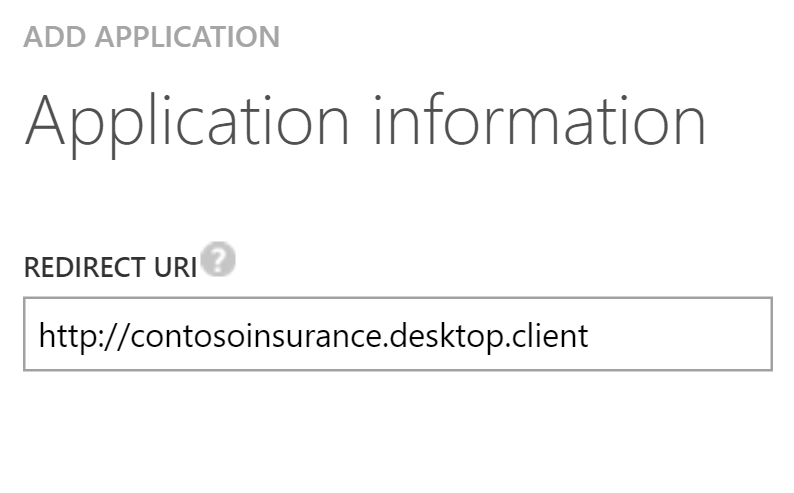 ADD APPLICATION
Application information
REDIRECT URI ?
http://contosoinsurance.desktop.client